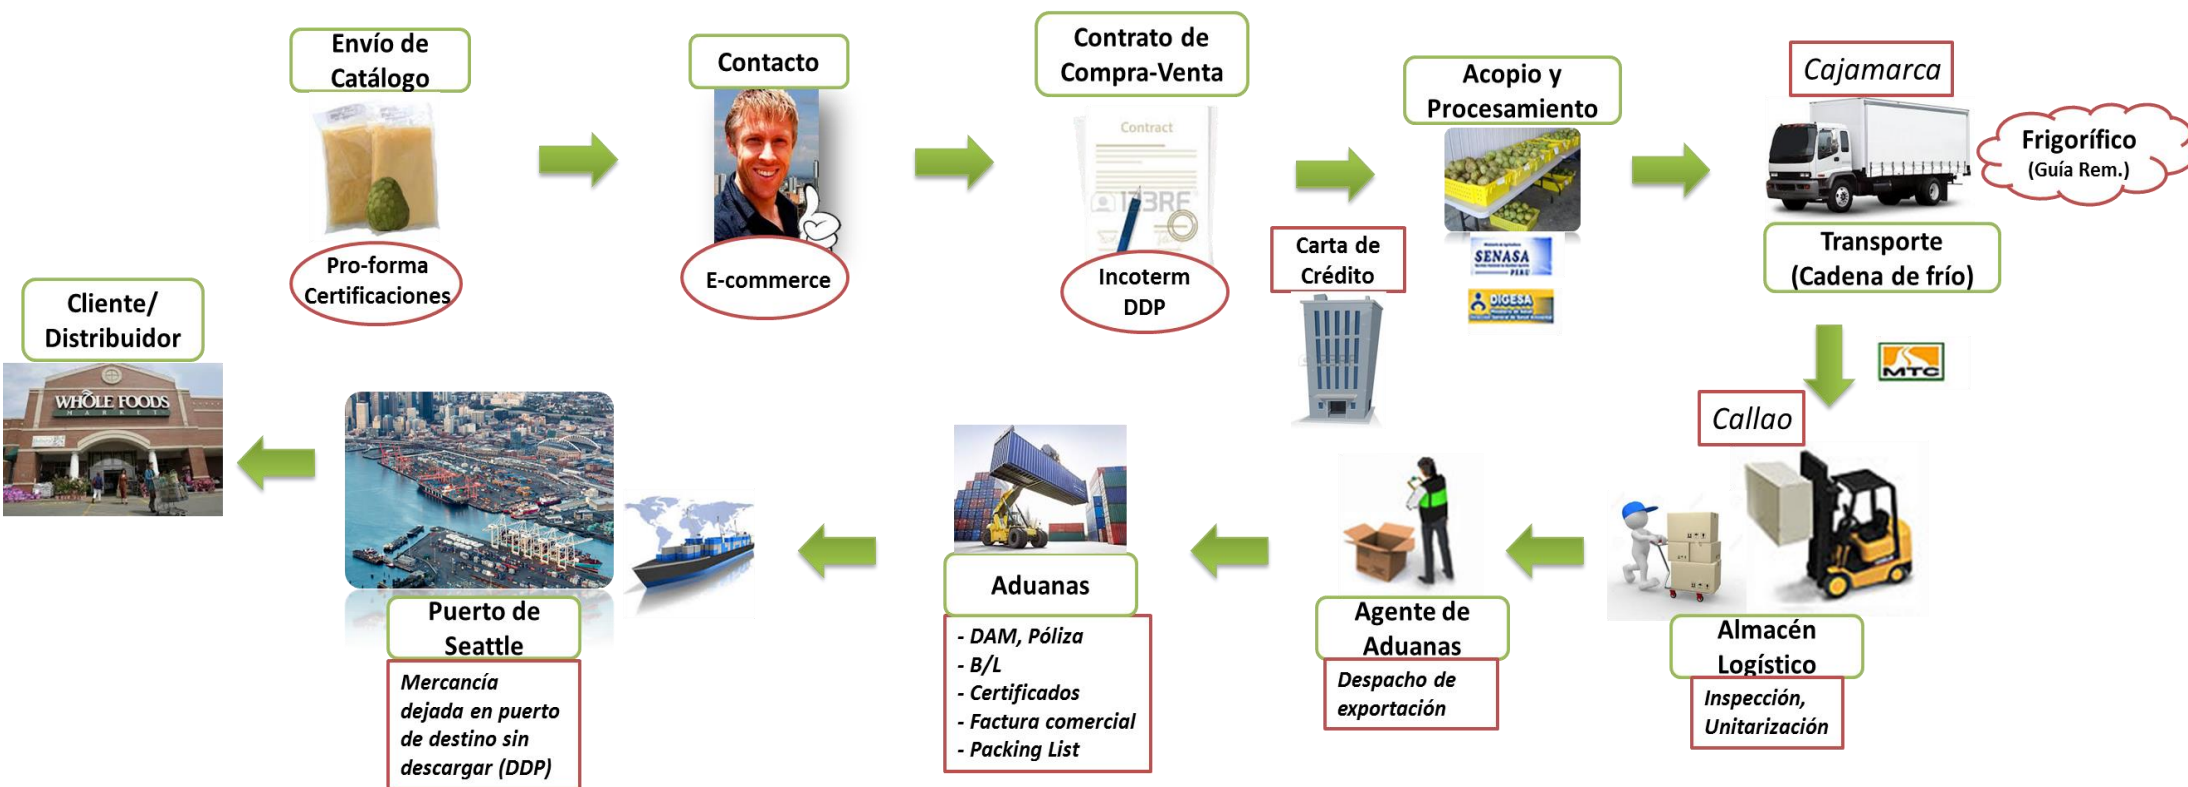 Envío de
Catálogo
Pro-forma
Certificaciones
Contacto
E-commerce
Contrato de
Compra-Venta
Contract
123RF
Incoterm
DDP
Carta de
Crédito
Acopio y
Procesamiento
SENASA
PERU
DIGESA
Cajamarca
Frigorífico
(Guía Rem.)
Transporte
(Cadena de frío)
MTC
Callao
Almacén
Logístico
Inspección,
Unitarización
Agente de
Aduanas
Despacho de
exportación
Aduanas
- DAM, Póliza
- B/L
- Certificados
- Factura comercial
- Packing List
Puerto de
Seattle
Mercancía
dejada en puerto
de destino sin
descargar (DDP)
Cliente/
Distribuidor
WHOLE FOODS
MARKET